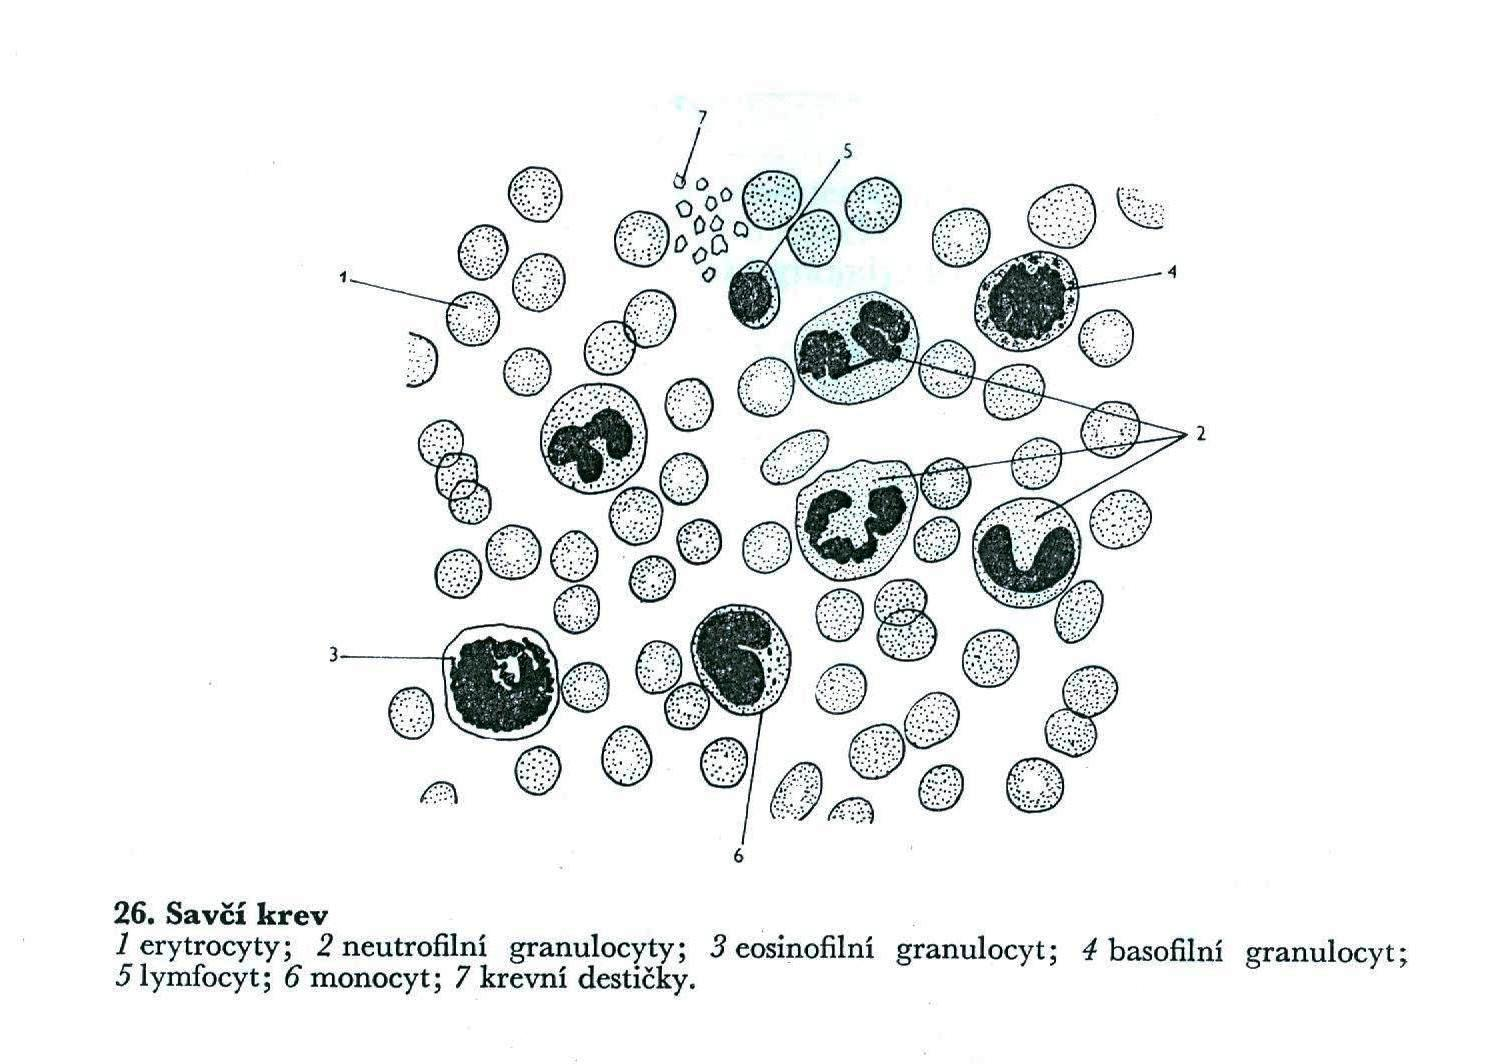 7
5
1
4
2
3
6
26. Savčí krev
1 erytrocyty; 2 neutrofilní granulocyty; 3 eosinofilní granulocyt; 4 basofilní granulocyt;
5 lymfocyt; 6 monocyt; 7 krevní destičky.